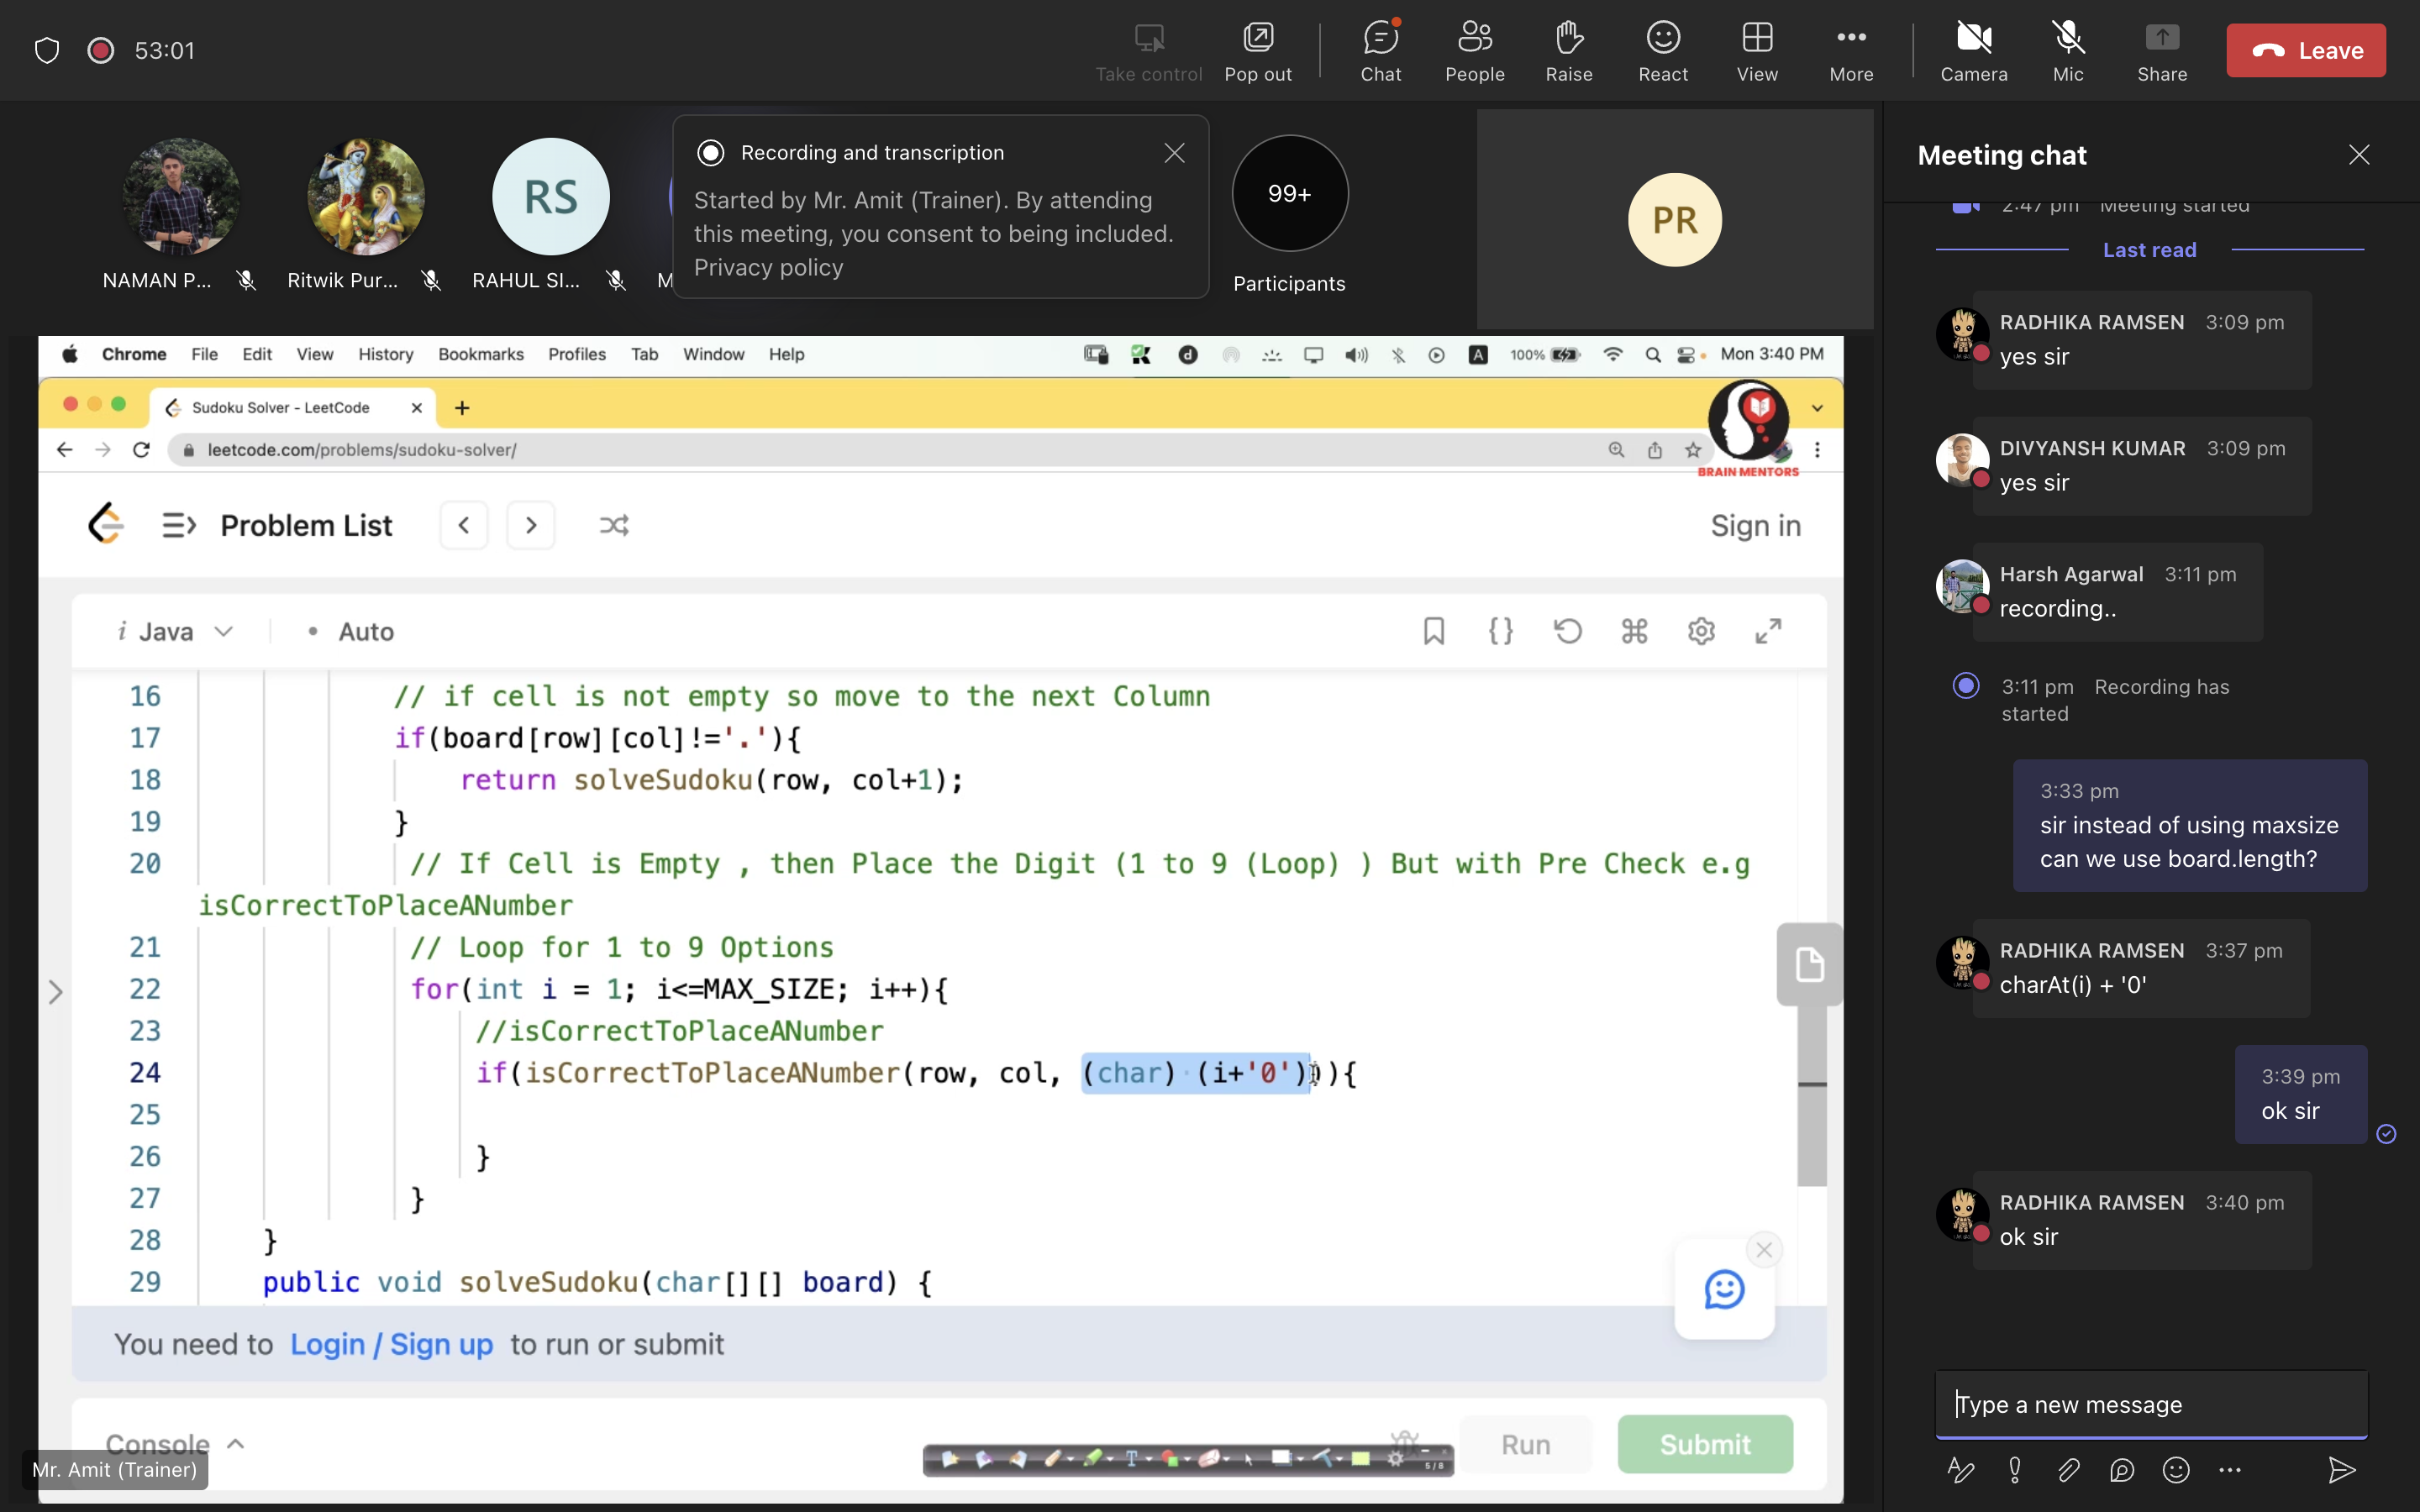 53:01
Take control
Pop out
Chat
People
Raise
React
View
More
Camera
Mic
Share
Leave
NAMAN P...
Ritwik Pur...
RS
RAHUL SI...
M
Recording and transcription
Started by Mr. Amit (Trainer). By attending
this meeting, you consent to being included.
Privacy policy
99+
Participants
PR
Chrome File Edit View History Bookmarks Profiles Tab Window Help
A 100% Mon 3:40 PM
Sudoku Solver - LeetCode
leetcode.com/problems/sudoku-solver/
BRAIN MENTORS
Problem List
Sign in
i Java
• Auto
16 // if cell is not empty so move to the next Column
17 if(board[row][col]!='.'){
18 return solveSudoku(row, col+1);
19 }
20 // If Cell is Empty , then Place the Digit (1 to 9 (Loop) ) But with Pre Check e.g
isCorrectToPlaceANumber
21 // Loop for 1 to 9 Options
22 for(int i = 1; i<=MAX_SIZE; i++){
23 //isCorrectToPlaceANumber
24 if(isCorrectToPlaceANumber(row, col, (char) (i+'0'))){
25
26 }
27 }
28 }
29 public void solveSudoku(char[][] board) {
You need to Login / Sign up to run or submit
Console
Run
Submit
5 / 8
Mr. Amit (Trainer)
Meeting chat
2:47 pm Meeting started
Last read
RADHIKA RAMSEN 3:09 pm
yes sir
DIVYANSH KUMAR 3:09 pm
yes sir
Harsh Agarwal 3:11 pm
recording..
3:11 pm Recording has
started
3:33 pm
sir instead of using maxsize
can we use board.length?
RADHIKA RAMSEN 3:37 pm
charAt(i) + '0'
3:39 pm
ok sir
RADHIKA RAMSEN 3:40 pm
ok sir
Type a new message